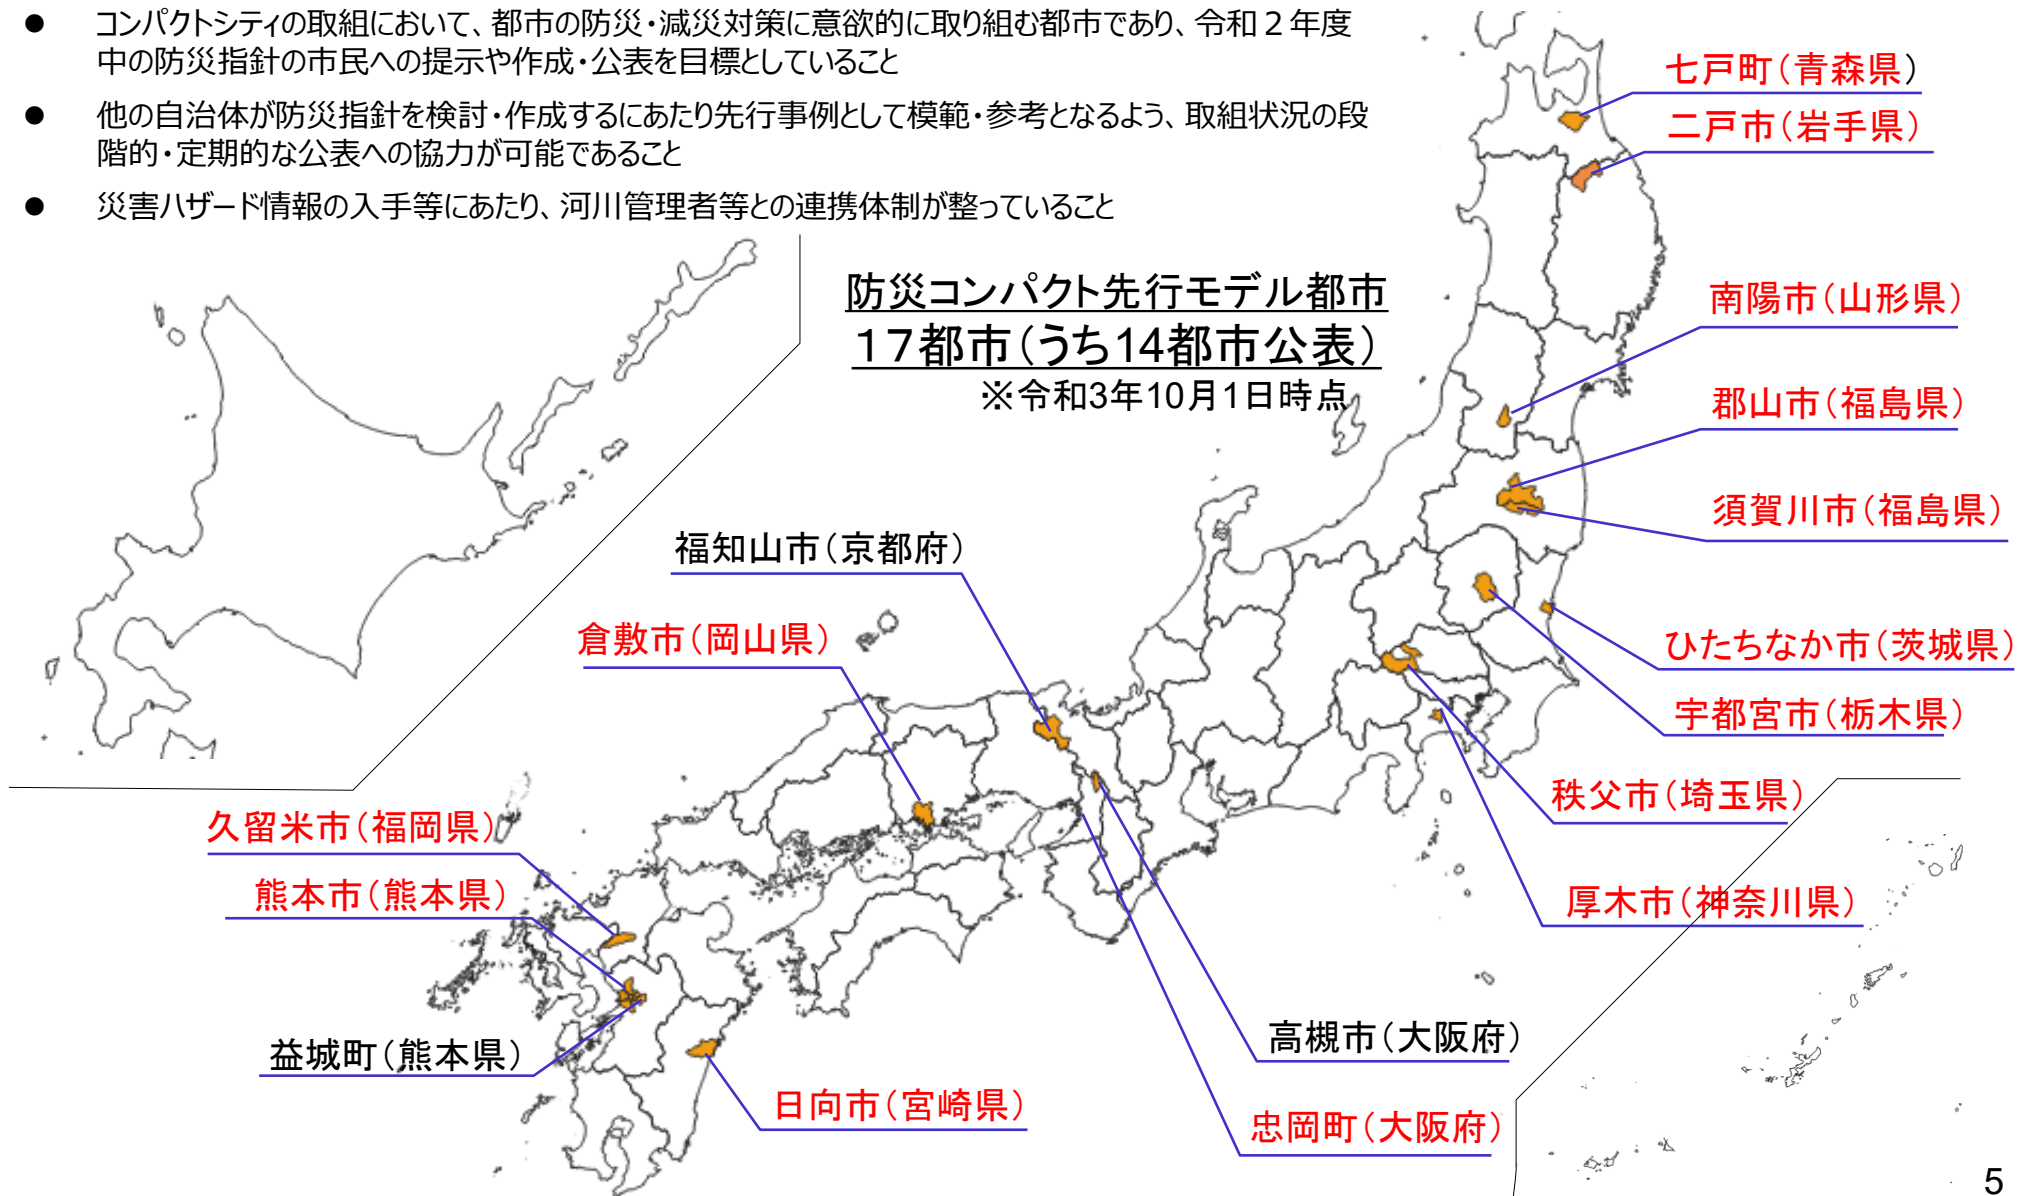 ● コンパクトシティの取組において、都市の防災・減災対策に意欲的に取り組む都市であり、令和２年度
中の防災指針の市民への提示や作成・公表を目標としていること
● 他の自治体が防災指針を検討・作成するにあたり先行事例として模範・参考となるよう、取組状況の段
階的・定期的な公表への協力が可能であること
● 災害ハザード情報の入手等にあたり、河川管理者等との連携体制が整っていること
防災コンパクト先行モデル都市
17都市（うち14都市公表）
※令和3年10月1日時点
七戸町（青森県）
二戸市（岩手県）
南陽市（山形県）
郡山市（福島県）
須賀川市（福島県）
福知山市（京都府）
倉敷市（岡山県）
ひたちなか市（茨城県）
宇都宮市（栃木県）
秩父市（埼玉県）
久留米市（福岡県）
熊本市（熊本県）
厚木市（神奈川県）
益城町（熊本県）
高槻市（大阪府）
日向市（宮崎県）
忠岡町（大阪府）
5